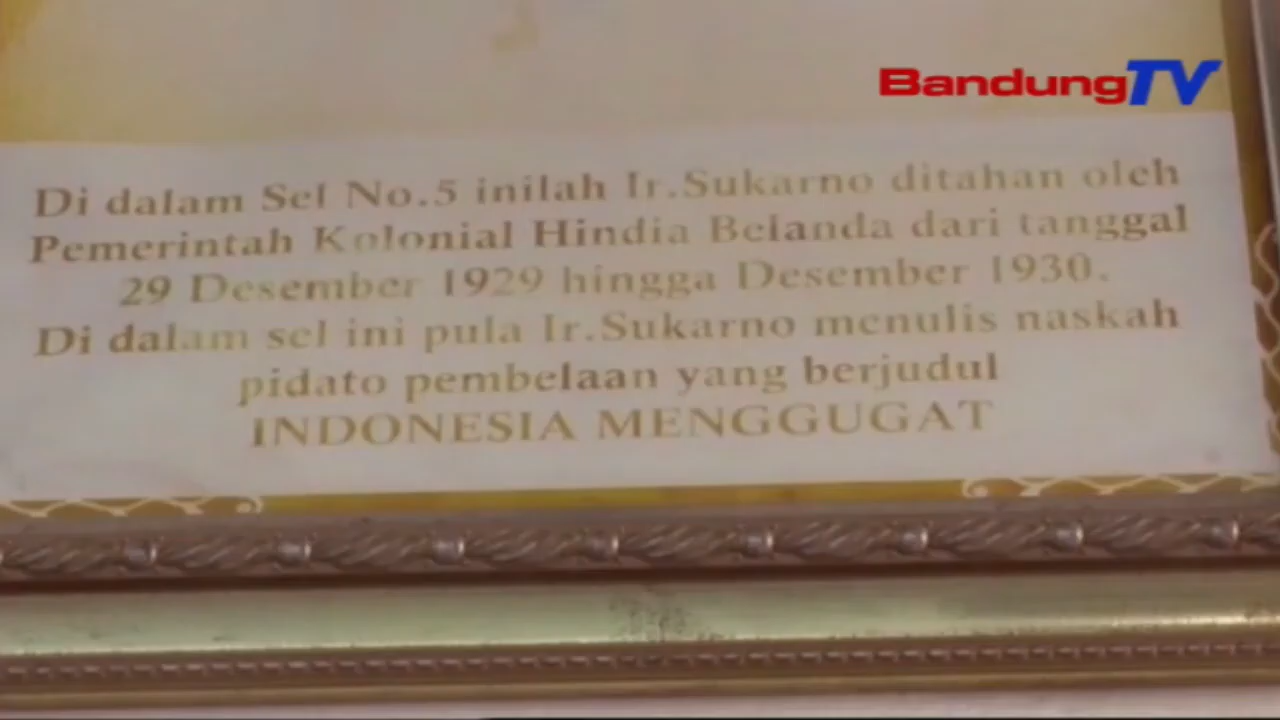 BandungTV
Di dalam Sel No.5 inilah Ir.Sukarno ditahan oleh
Pemerintah Kolonial Hindia Belanda dari tanggal
29 Desember 1929 hingga Desember 1930.
Di dalam sel ini pula Ir.Sukarno menulis naskah
pidato pembelaan yang berjudul
INDONESIA MENGGUGAT